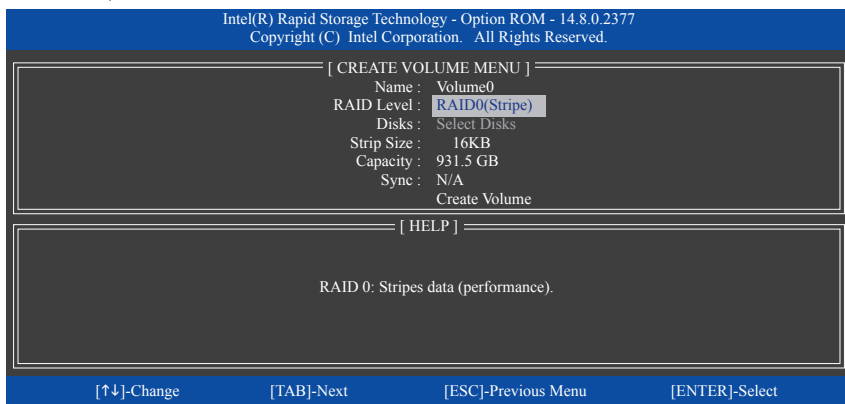 Intel(R) Rapid Storage Technology - Option ROM - 14.8.0.2377
Copyright (C) Intel Corporation. All Rights Reserved.
[ CREATE VOLUME MENU ]
Name : Volume0
RAID Level : RAID0(Stripe)
Disks : Select Disks
Strip Size : 16KB
Capacity : 931.5 GB
Sync : N/A
Create Volume
[ HELP ]
RAID 0: Stripes data (performance).
[↑↓]-Change [TAB]-Next [ESC]-Previous Menu [ENTER]-Select